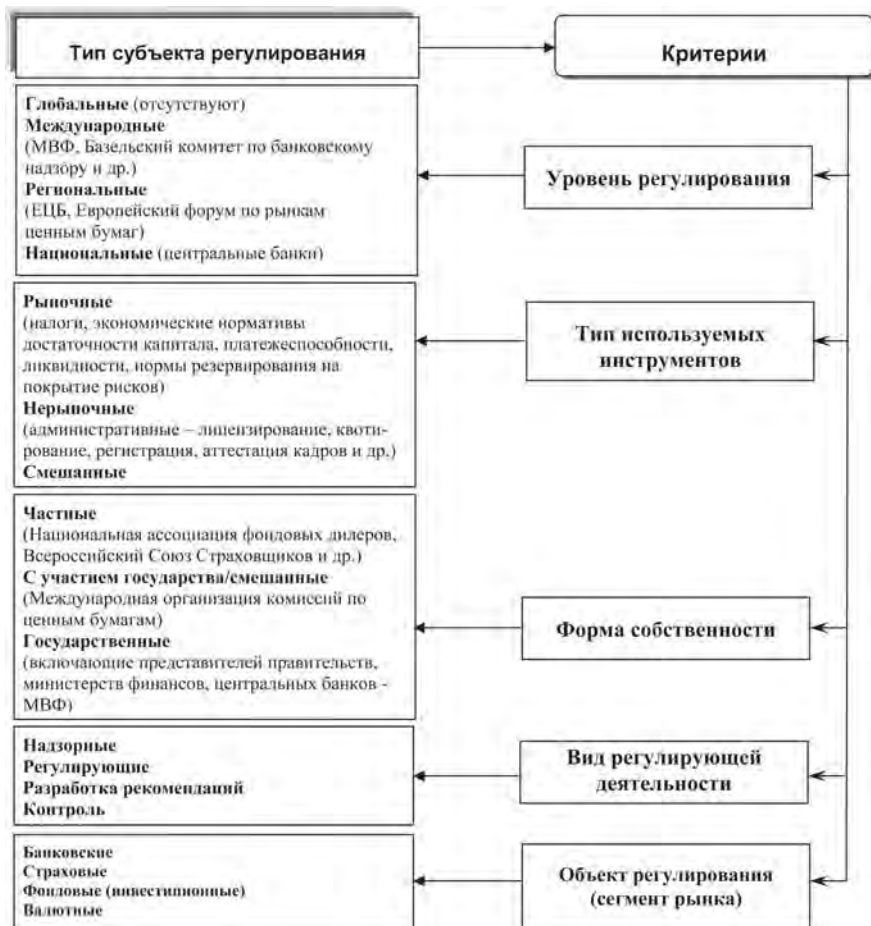 Тип субъекта регулирования
Критерии
Глобальные (отсутствуют)
Международные
(МВФ, Базельский комитет по банковскому
надзору и др.)
Региональные
(ЕЦБ, Европейский форум по рынкам
ценным бумаг)
Национальные (центральные банки)
Уровень регулирования
Рыночные
(налоги, экономические нормативы
достаточности капитала, платежеспособности,
ликвидности, нормы резервирования на
покрытие рисков)
Нерыночные
(административные – лицензирование, квоти-
рование, регистрация, аттестация кадров и др.)
Смешанные
Тип используемых
инструментов
Частные
(Национальная ассоциация фондовых дилеров,
Всероссийский Союз Страховщиков и др.)
С участием государства/смешанные
(Международная организация комиссий по
ценным бумагам)
Государственные
(включающие представителей правительств,
министерств финансов, центральных банков -
МВФ)
Форма собственности
Надзорные
Регулирующие
Разработка рекомендаций
Контроль
Вид регулирующей
деятельности
Банковские
Страховые
Фондовые (инвестиционные)
Валютные
Объект регулирования
(сегмент рынка)